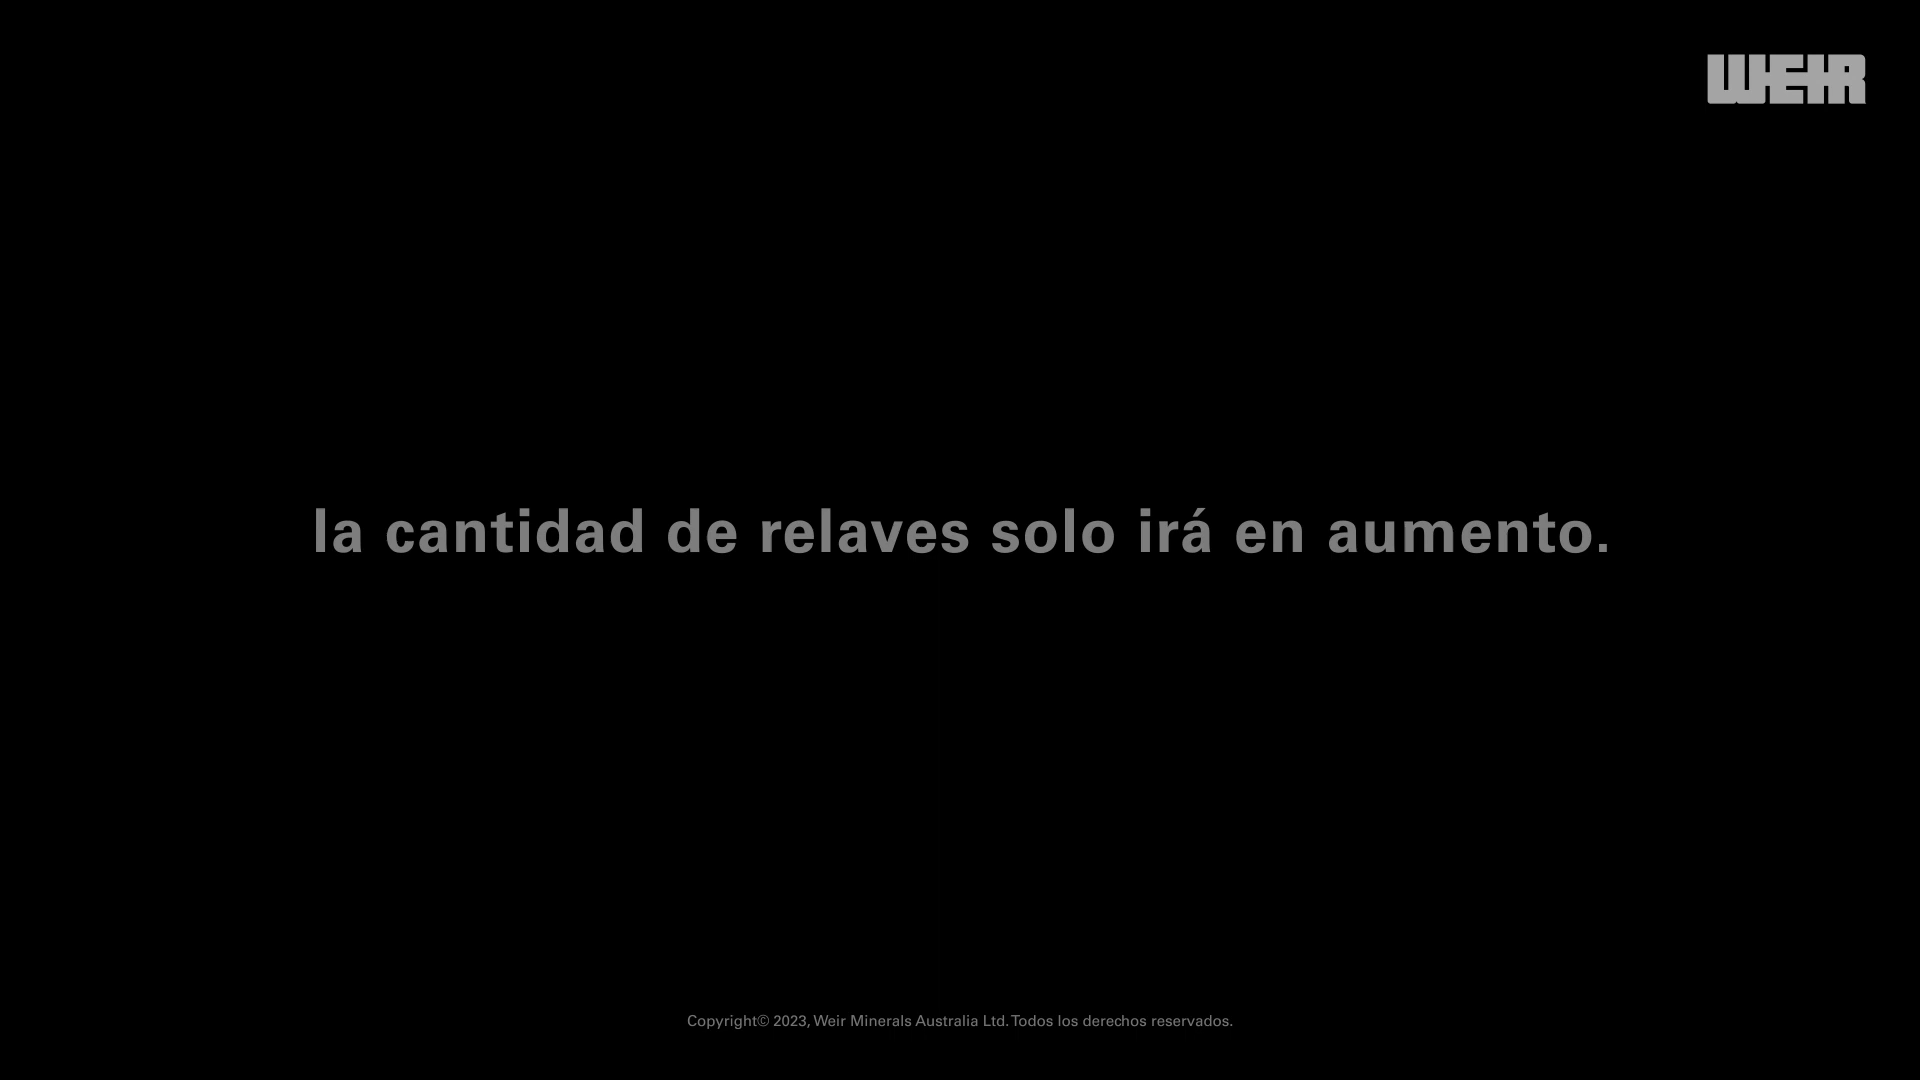 WEIR
la cantidad de relaves solo irá en aumento.
Copyright© 2023, Weir Minerals Australia Ltd. Todos los derechos reservados.